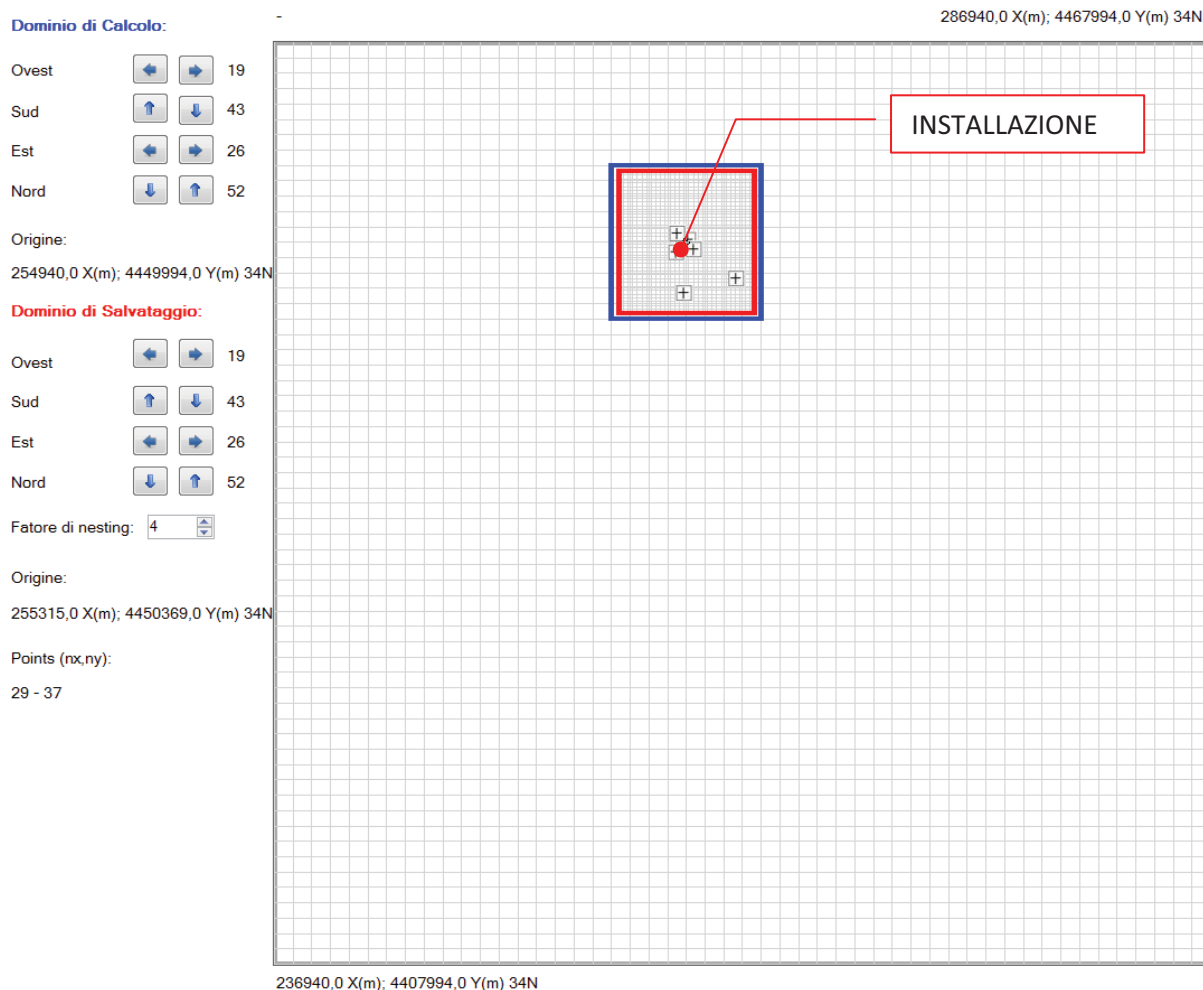 -
286940,0 X(m); 4467994,0 Y(m) 34N
Dominio di Calcolo:
Ovest 19
Sud 43
Est 26
Nord 52
Origine:
254940,0 X(m); 4449994,0 Y(m) 34N
Dominio di Salvataggio:
Ovest 19
Sud 43
Est 26
Nord 52
Fatore di nesting: 4
Origine:
255315,0 X(m); 4450369,0 Y(m) 34N
Points (nx,ny):
29 - 37
INSTALLAZIONE
236940,0 X(m); 4407994,0 Y(m) 34N